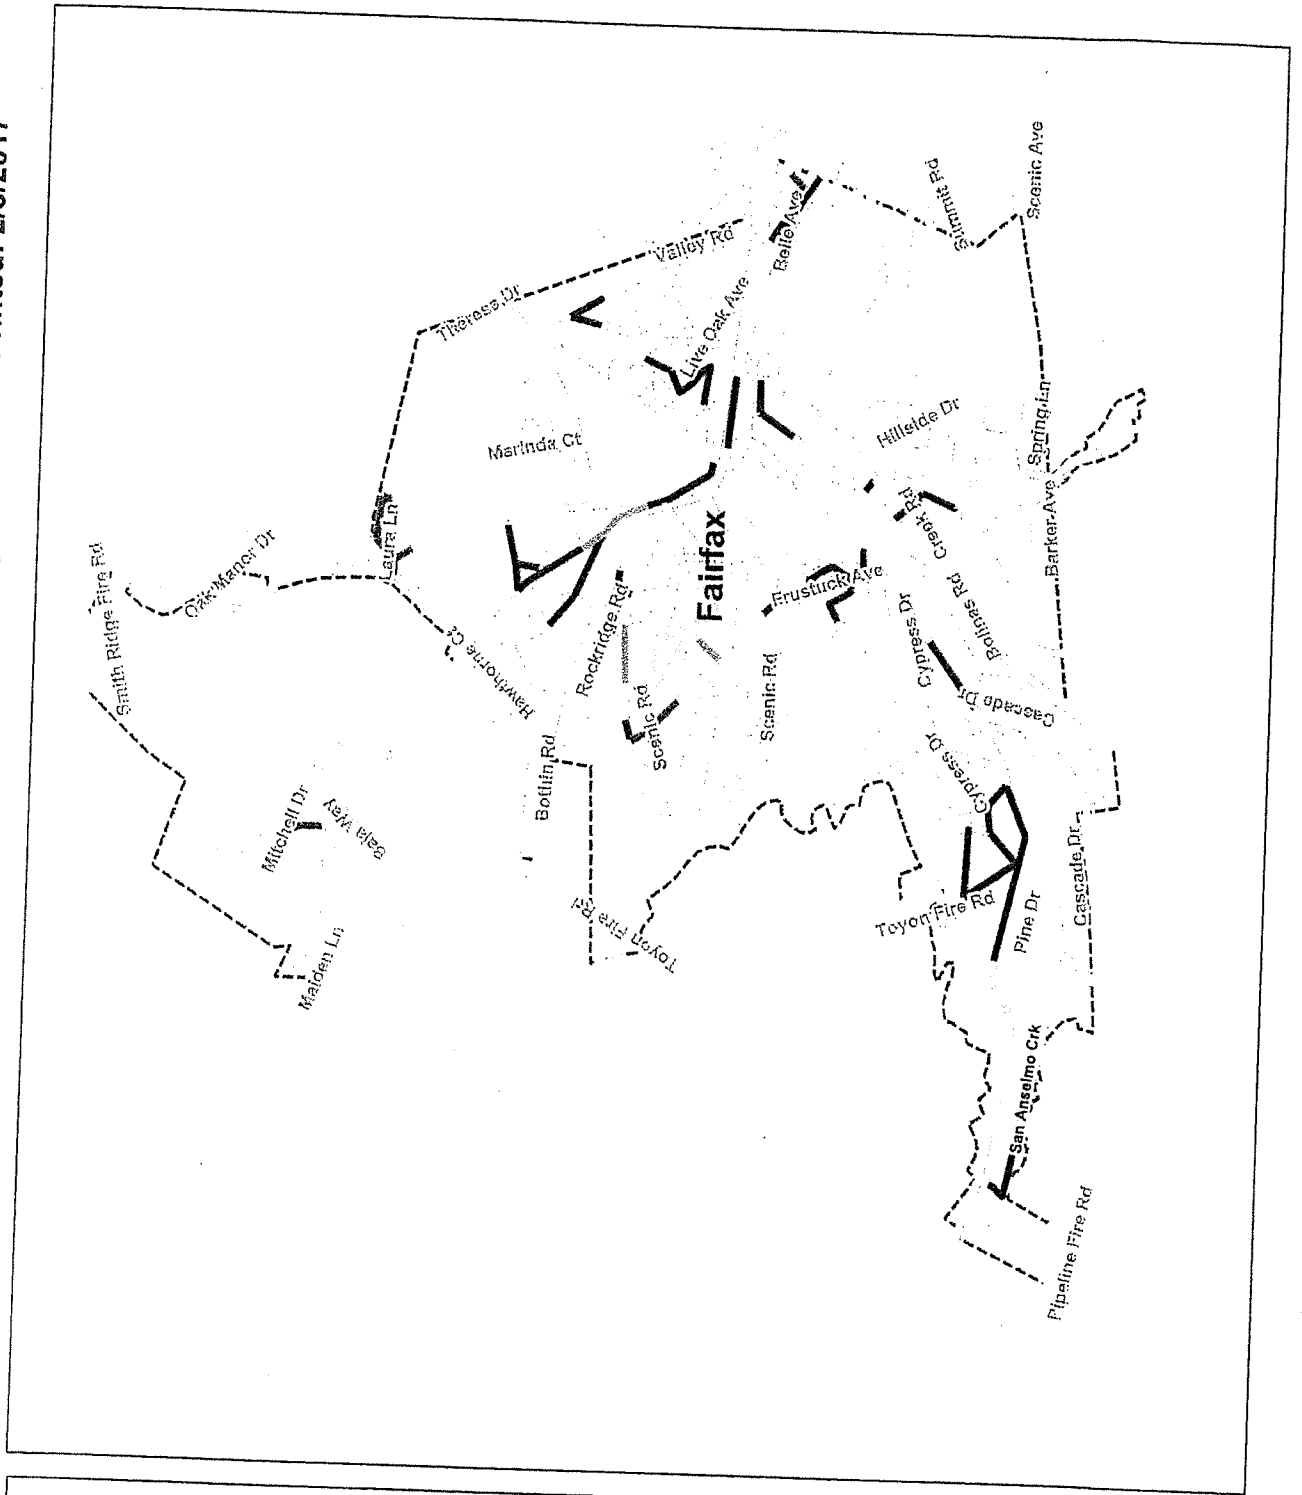 Smith Ridge Fire Rd
Oak Manor Dr
Mitchell Dr
Baja Way
Maiden Ln
Laura Ln
Hawthorne Ct
Theresa Dr
Valley Rd
Marinda Ct
Live Oak Ave
Belle Ave
Summit Rd
Scenic Ave
Hillside Dr
Spring Ln
Barker Ave
Creek Rd
Bolinas Rd
Frustuck Ave
Fairfax
Rockridge Rd
Scenic Rd
Scenic Rd
Bothin Rd
Toyon Fire Rd
Cypress Dr
Cascade Dr
Cypress Dr
Toyon Fire Rd
Pine Dr
Cascade Dr
San Anselmo Crk
Pipeline Fire Rd